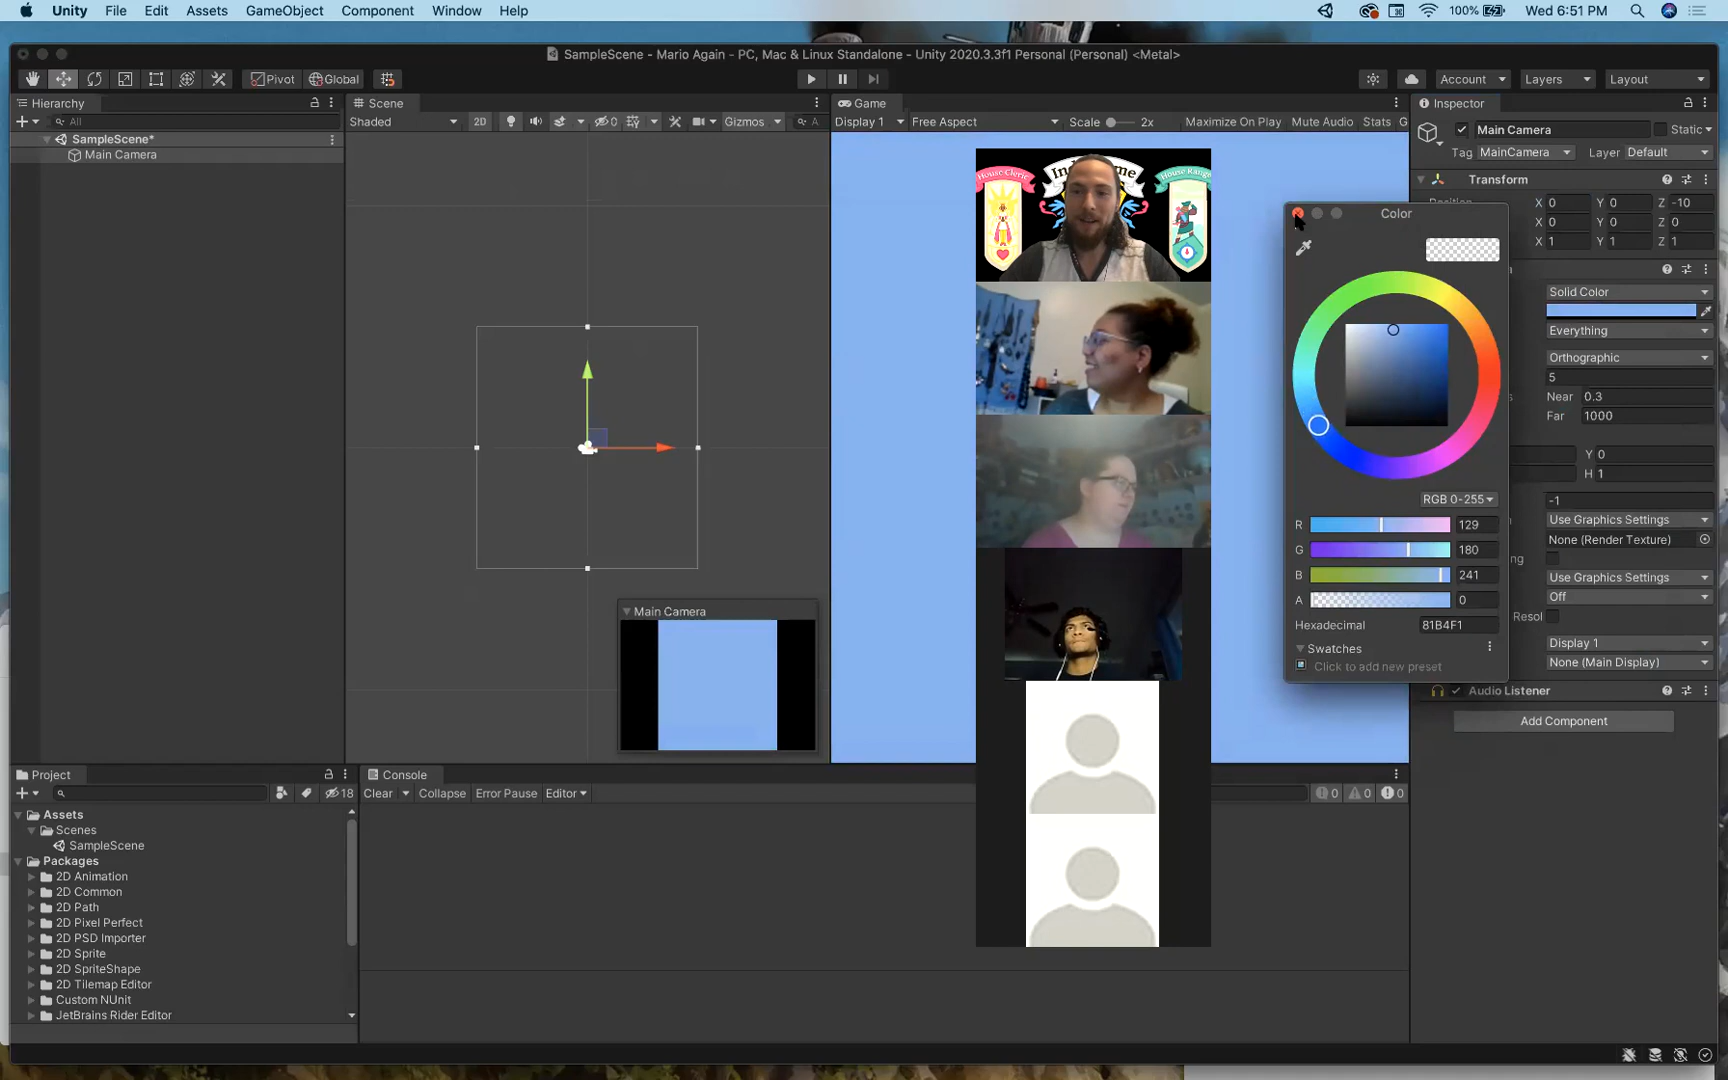 Unity File Edit Assets GameObject Component Window Help 100% Wed 6:51 PM
SampleScene - Mario Again - PC, Mac & Linux Standalone - Unity 2020.3.3f1 Personal (Personal) <Metal>
Pivot Global Account Layers Layout
Hierarchy
All
SampleScene*
Main Camera
Scene
Shaded 2D 0 Gizmos A
Game
Display 1 Free Aspect Scale 2x Maximize On Play Mute Audio Stats G
House Cleric
House Range
Main Camera
Inspector
Main Camera Static
Tag MainCamera Layer Default
Transform
X 0 Y 0 Z -10
X 0 Y 0 Z 0
X 1 Y 1 Z 1
Color
RGB 0-255
R 129
G 180
B 241
A 0
Hexadecimal 81B4F1
Swatches
Click to add new preset
Solid Color
Everything
Orthographic
5
Near 0.3
Far 1000
Y 0
H 1
-1
Use Graphics Settings
None (Render Texture)
Use Graphics Settings
Off
Resol
Display 1
None (Main Display)
Audio Listener
Add Component
Project
18
Assets
Scenes
SampleScene
Packages
2D Animation
2D Common
2D Path
2D Pixel Perfect
2D PSD Importer
2D Sprite
2D SpriteShape
2D Tilemap Editor
Custom NUnit
JetBrains Rider Editor
Console
Clear Collapse Error Pause Editor 0 0 0